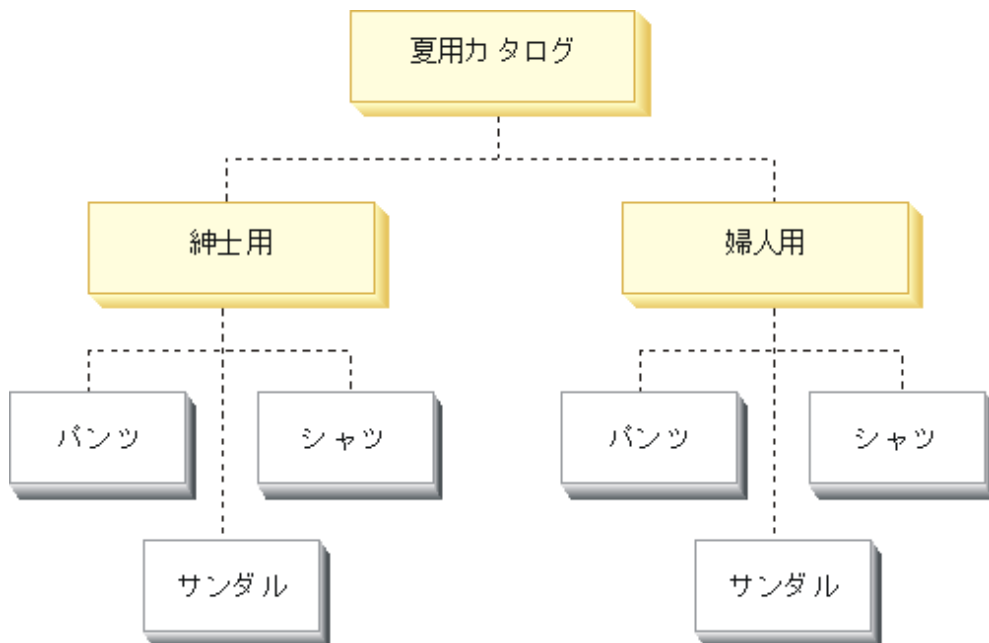 夏用カタログ
紳士用
婦人用
パンツ
シャツ
パンツ
シャツ
サンダル
サンダル